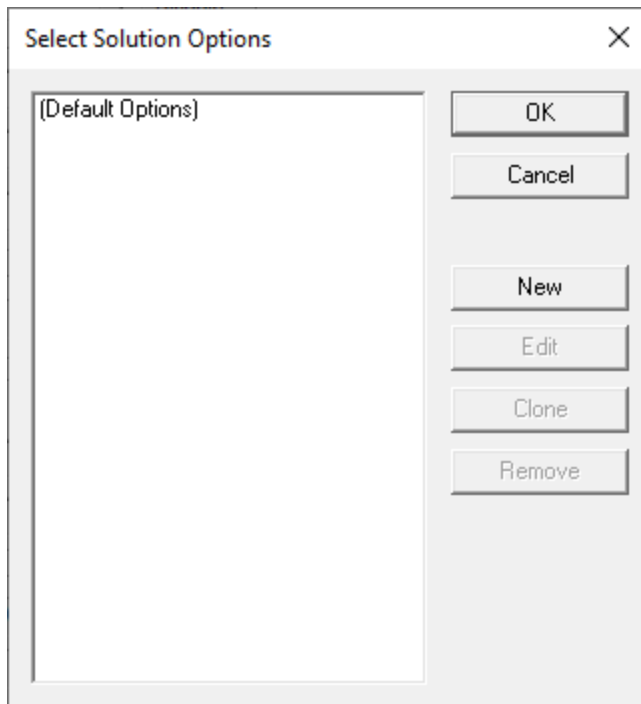 Select Solution Options
(Default Options)
OK
Cancel
New
Edit
Clone
Remove